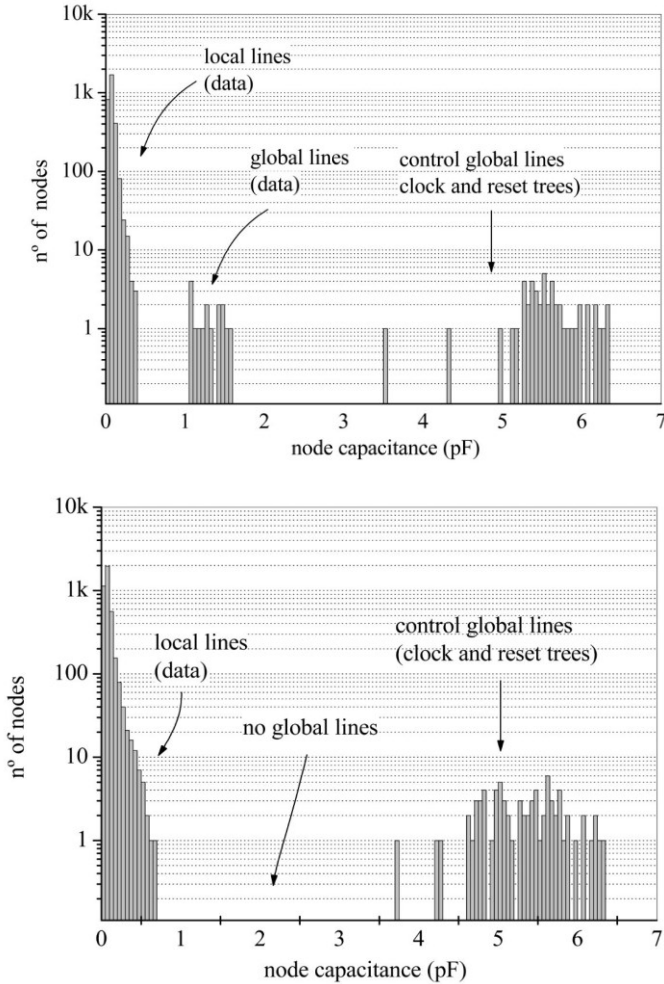 10k
local lines
(data)
1k
global lines
(data)
control global lines
clock and reset trees)
100
10
1
nº of nodes
0 1 2 3 4 5 6 7
node capacitance (pF)
10k
1k
local lines
(data)
control global lines
(clock and reset trees)
100
no global lines
10
1
nº of nodes
0 1 2 3 4 5 6 7
node capacitance (pF)